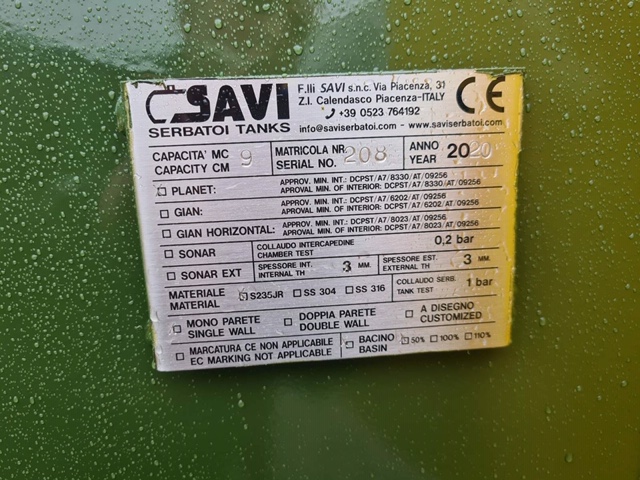 SAVI
SERBATOI TANKS
F.lli SAVI s.n.c. Via Piacenza, 31
Z.I. Calendasco Piacenza-ITALY
+39 0523 764192
info@saviserbatoi.com - www.saviserbatoi.com
CE
CAPACITA' MC 9
CAPACITY CM
MATRICOLA NR. 208
SERIAL NO.
ANNO 2020
YEAR
PLANET: APPROV. MIN. INT.: DCPST/A7/8330/AT/09256
APROVAL MIN. OF INTERIOR: DCPST/A7/8330/AT/09256
GIAN: APPROV. MIN. INT.: DCPST/A7/6202/AT/09256
APROVAL MIN. OF INTERIOR: DCPST/A7/6202/AT/09256
GIAN HORIZONTAL: APPROV. MIN. INT.: DCPST/A7/8023/AT/09256
APROVAL MIN. OF INTERIOR: DCPST/A7/8023/AT/09256
SONAR COLLAUDO INTERCAPEDINE 0,2 bar
CHAMBER TEST
SONAR EXT SPESSORE INT. 3 MM.
INTERNAL TH
SPESSORE EST. 3 MM.
EXTERNAL TH
MATERIALE S235JR SS 304 SS 316
MATERIAL
COLLAUDO SERB. 1 bar
TANK TEST
MONO PARETE
SINGLE WALL
DOPPIA PARETE
DOUBLE WALL
A DISEGNO
CUSTOMIZED
MARCATURA CE NON APPLICABILE
EC MARKING NOT APPLICABLE
BACINO 50% 100% 110%
BASIN